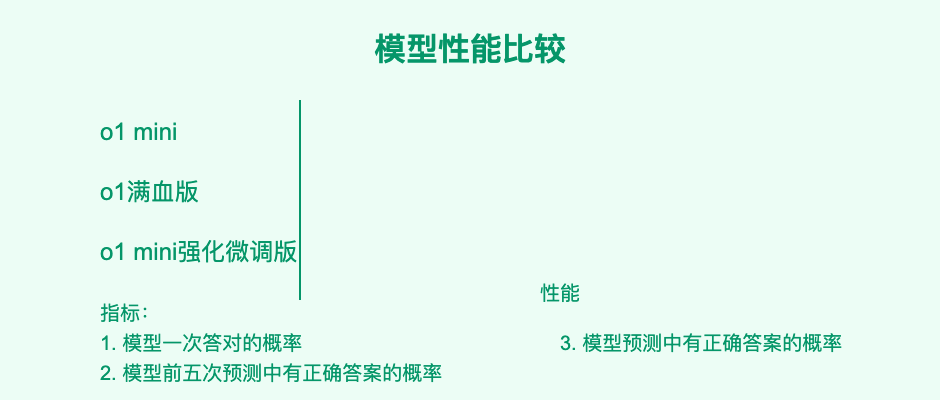 模型性能比较
o1 mini
o1满血版
o1 mini强化微调版
性能
指标：
1. 模型一次答对的概率
3. 模型预测中有正确答案的概率
2. 模型前五次预测中有正确答案的概率